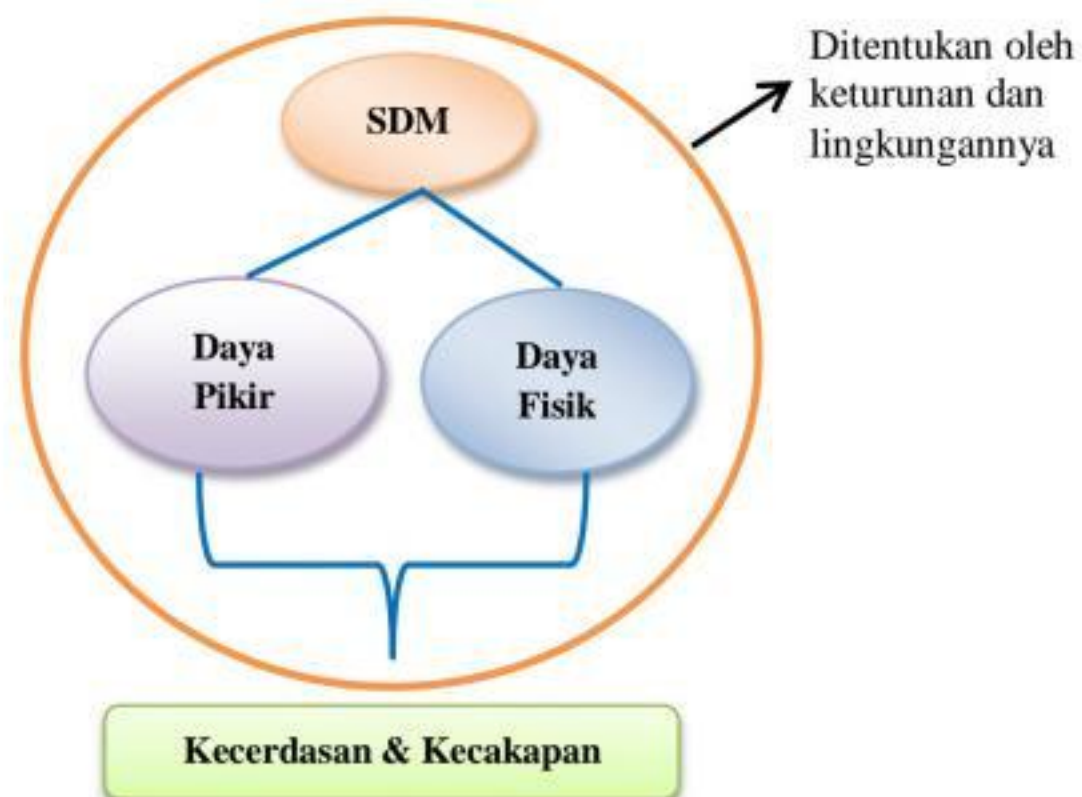 Ditentukan oleh
keturunan dan
lingkungannya
SDM
Daya
Pikir
Daya
Fisik
Kecerdasan & Kecakapan